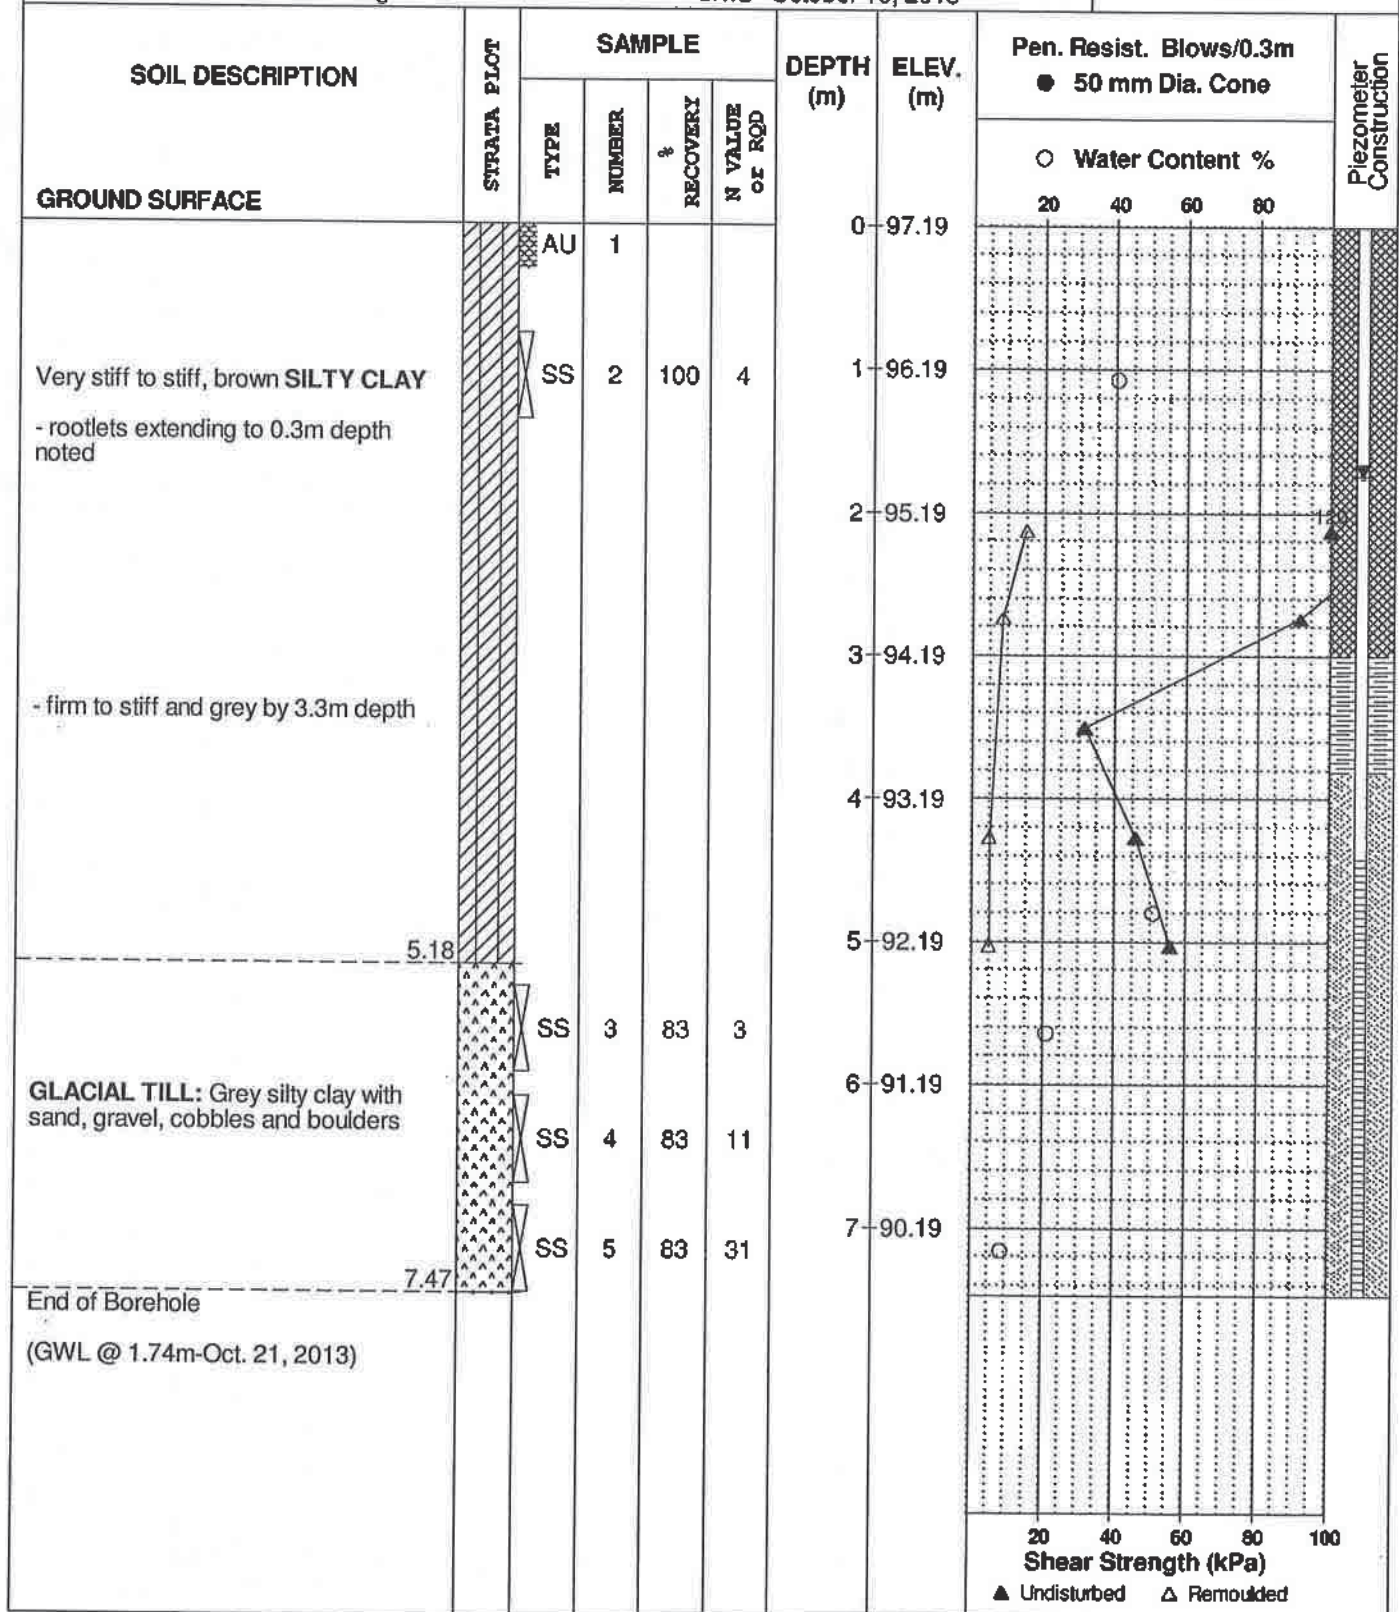 SOIL DESCRIPTION
GROUND SURFACE
STRATA PLOT
SAMPLE
TYPE
NUMBER
% RECOVERY
N VALUE or RQD
DEPTH (m)
ELEV. (m)
Pen. Resist. Blows/0.3m
● 50 mm Dia. Cone
○ Water Content %
20 40 60 80
Piezometer Construction
0 97.19
AU 1
SS 2 100 4
1 96.19
Very stiff to stiff, brown SILTY CLAY
- rootlets extending to 0.3m depth
noted
2 95.19
3 94.19
- firm to stiff and grey by 3.3m depth
4 93.19
5 92.19
5.18
SS 3 83 3
6 91.19
GLACIAL TILL: Grey silty clay with
sand, gravel, cobbles and boulders
SS 4 83 11
7 90.19
SS 5 83 31
7.47
End of Borehole
(GWL @ 1.74m-Oct. 21, 2013)
20 40 60 80 100
Shear Strength (kPa)
▲ Undisturbed △ Remoulded